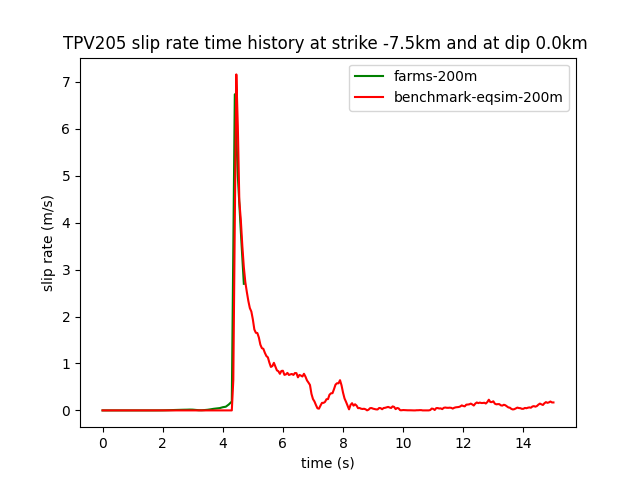 TPV205 slip rate time history at strike -7.5km and at dip 0.0km
farms-200m
benchmark-eqsim-200m
slip rate (m/s)
7
6
5
4
3
2
1
0
0 2 4 6 8 10 12 14
time (s)